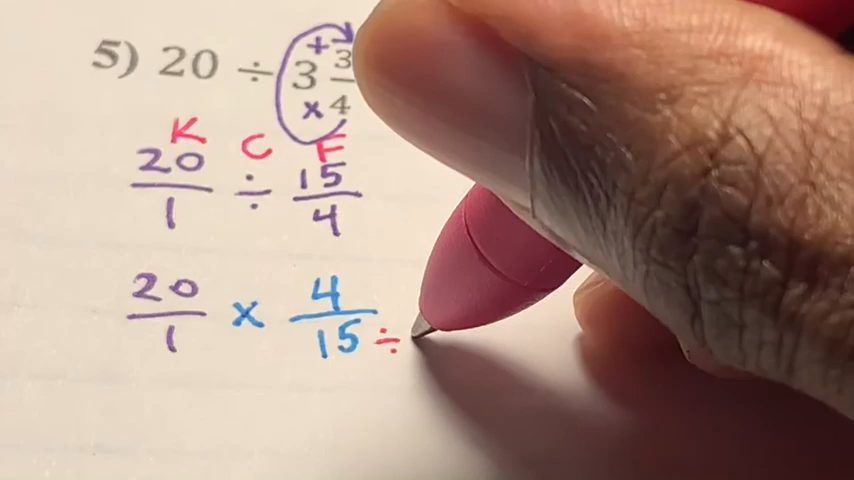 5) 20 ÷ 3 3/4
+
×
K C F
20/1 ÷ 15/4
20/1 × 4/15 ÷